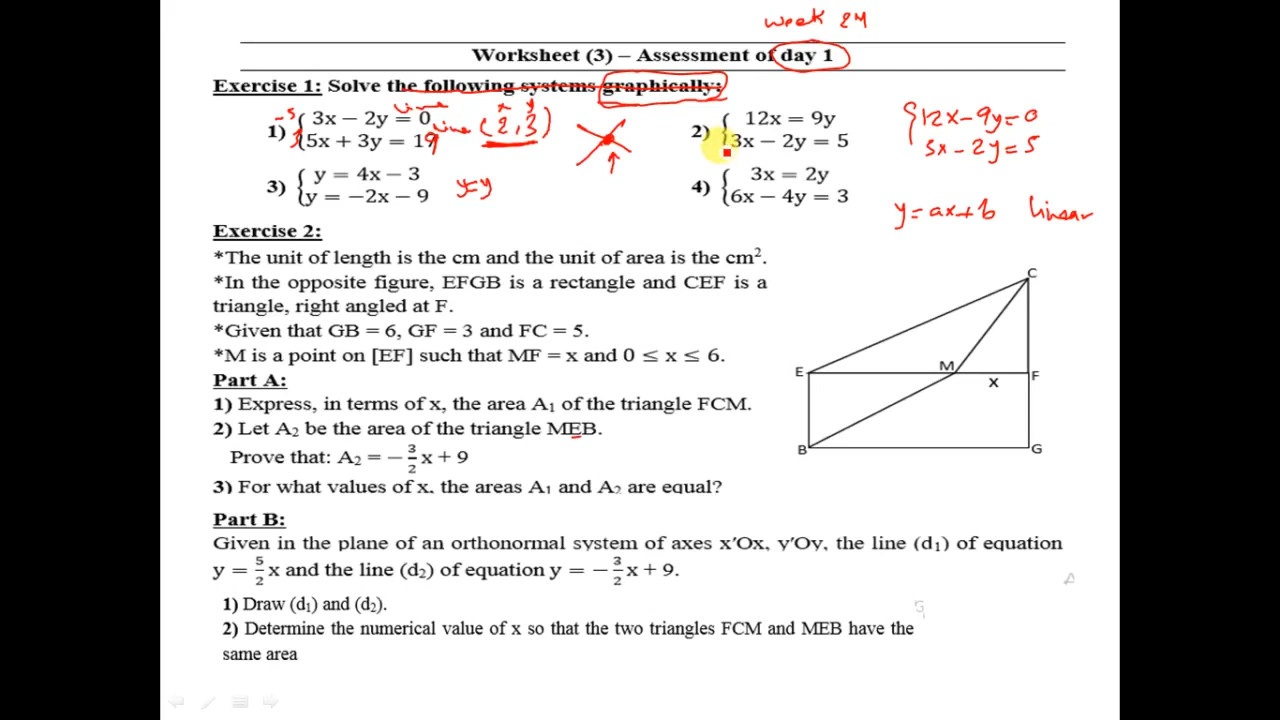 week 24
Worksheet (3) – Assessment of day 1
Exercise 1: Solve the following systems graphically:
1) { 3x − 2y = 0
5x + 3y = 19
-5
3
Line
Line
x y
(2, 3)
2) { 12x = 9y
3x − 2y = 5
{ 12x - 9y = 0
3x - 2y = 5
3) { y = 4x − 3
y = −2x − 9
y = y
4) { 3x = 2y
6x − 4y = 3
y = ax + b linear
Exercise 2:
*The unit of length is the cm and the unit of area is the cm².
*In the opposite figure, EFGB is a rectangle and CEF is a
triangle, right angled at F.
*Given that GB = 6, GF = 3 and FC = 5.
*M is a point on [EF] such that MF = x and 0 ≤ x ≤ 6.
C
E
M
F
x
B
G
Part A:
1) Express, in terms of x, the area A₁ of the triangle FCM.
2) Let A₂ be the area of the triangle MEB.
Prove that: A₂ = −3/2 x + 9
3) For what values of x, the areas A₁ and A₂ are equal?
Part B:
Given in the plane of an orthonormal system of axes x′Ox, y′Oy, the line (d₁) of equation
y = 5/2 x and the line (d₂) of equation y = −3/2 x + 9.
1) Draw (d₁) and (d₂).
2) Determine the numerical value of x so that the two triangles FCM and MEB have the
same area